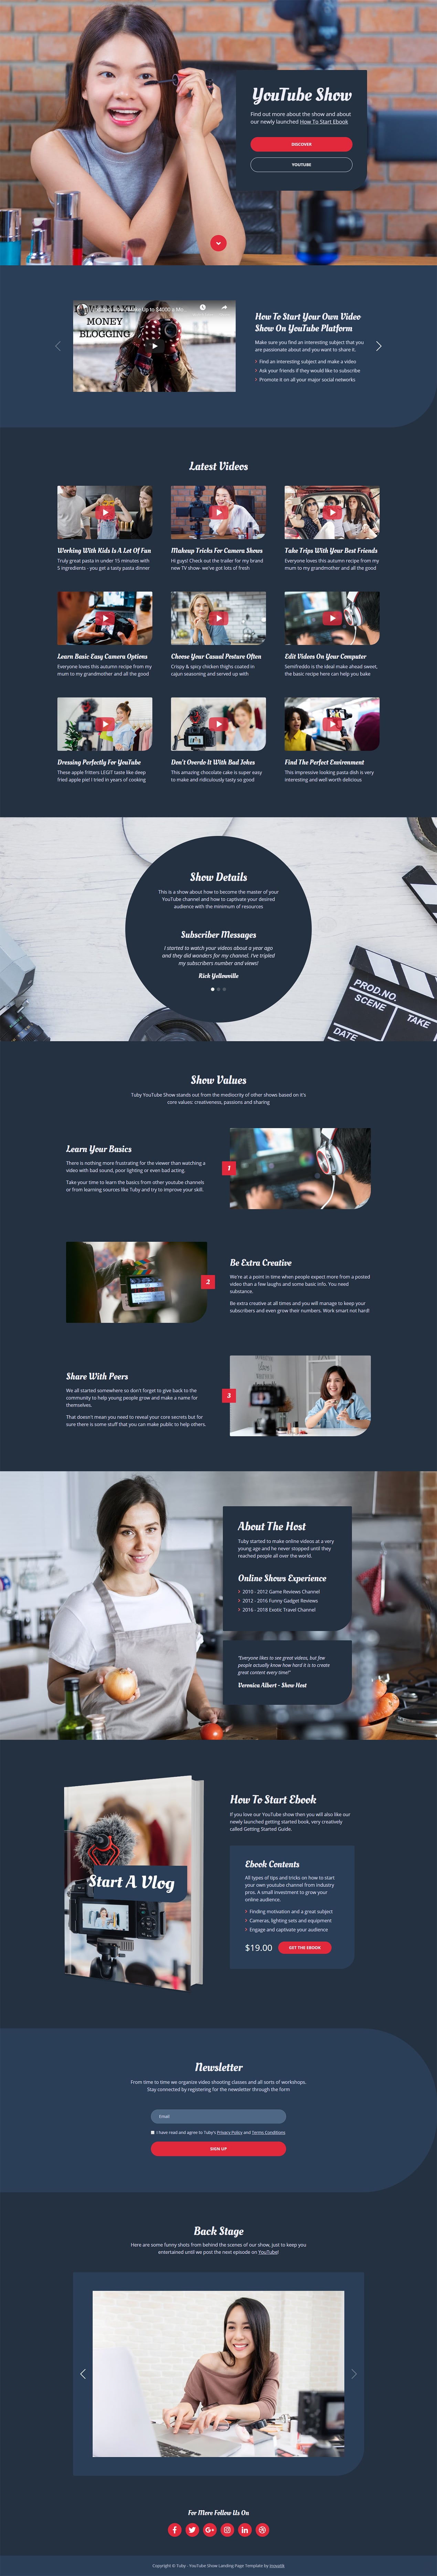 YouTube Show
Find out more about the show and about
our newly launched How To Start Ebook
DISCOVER
YOUTUBE
MONEY
BLOGGING
How To Start Your Own Video
Show On YouTube Platform
Make sure you find an interesting subject that you
are passionate about and you want to share it.
Find an interesting subject and make a video
Ask your friends if they would like to subscribe
Promote it on all your major social networks
Latest Videos
Working With Kids Is A Lot Of Fun
Truly great pasta in under 15 minutes with
5 ingredients - you get a tasty pasta dinner
Makeup Tricks For Camera Shows
Hi guys! Check out the trailer for my brand
new TV show- we've got lots of fresh
Take Trips With Your Best Friends
Everyone loves this autumn recipe from my
mum to my grandmother and all the good
Learn Basic Easy Camera Options
Everyone loves this autumn recipe from my
mum to my grandmother and all the good
Choose Your Casual Posture Often
Crispy & spicy chicken thighs coated in
cajun seasoning and served up with
Edit Videos On Your Computer
Semifreddo is the ideal make ahead sweet,
the basic recipe here can help you bake
Dressing Perfectly For YouTube
These apple fritters LEGIT taste like deep
fried apple pie! I tried in years of cooking
Don't Overdo It With Bad Jokes
This amazing chocolate cake is super easy
to make and ridiculously tasty so good
Find The Perfect Environment
This impressive looking pasta dish is very
interesting and well worth delicious
Show Details
This is a show about how to become the master of your
YouTube channel and how to captivate your desired
audience with the minimum of resources
Subscriber Messages
I started to watch your videos about a year ago
and they did wonders for my channel. I've tripled
my subscribers number and views!
Rick Yellowville
PROD.NO.
SCENE
TAKE
DATE
Show Values
Tuby YouTube Show stands out from the mediocrity of other shows based on it's
core values: creativeness, passions and sharing
Learn Your Basics
There is nothing more frustrating for the viewer than watching a
video with bad sound, poor lighting or even bad acting.
Take your time to learn the basics from other youtube channels
or from learning sources like Tuby and try to improve your skill.
1
2
Be Extra Creative
We're at a point in time when people expect more from a posted
video than a few laughs and some basic info. You need
substance.
Be extra creative at all times and you will manage to keep your
subscribers and even grow their numbers. Work smart not hard!
Share With Peers
We all started somewhere so don't forget to give back to the
community to help young people grow and make a name for
themselves.
That doesn't mean you need to reveal your core secrets but for
sure there is some stuff that you can make public to help others.
3
About The Host
Tuby started to make online videos at a very
young age and he never stopped until they
reached people all over the world.
Online Shows Experience
2010 - 2012 Game Reviews Channel
2012 - 2016 Funny Gadget Reviews
2016 - 2018 Exotic Travel Channel
"Everyone likes to see great videos, but few
people actually know how hard it is to create
great content every time!"
Veronica Albert - Show Host
Start A Vlog
How To Start Ebook
If you love our YouTube show then you will also like our
newly launched getting started book, very creatively
called Getting Started Guide.
Ebook Contents
All types of tips and tricks on how to start
your own youtube channel from industry
pros. A small investment to grow your
online audience.
Finding motivation and a great subject
Cameras, lighting sets and equipment
Engage and captivate your audience
$19.00
GET THE EBOOK
Newsletter
From time to time we organize video shooting classes and all sorts of workshops.
Stay connected by registering for the newsletter through the form
Email
I have read and agree to Tuby's Privacy Policy and Terms Conditions
SIGN UP
Back Stage
Here are some funny shots from behind the scenes of our show, just to keep you
entertained until we post the next episode on YouTube!
For More Follow Us On
Copyright © Tuby - YouTube Show Landing Page Template by Inovatik